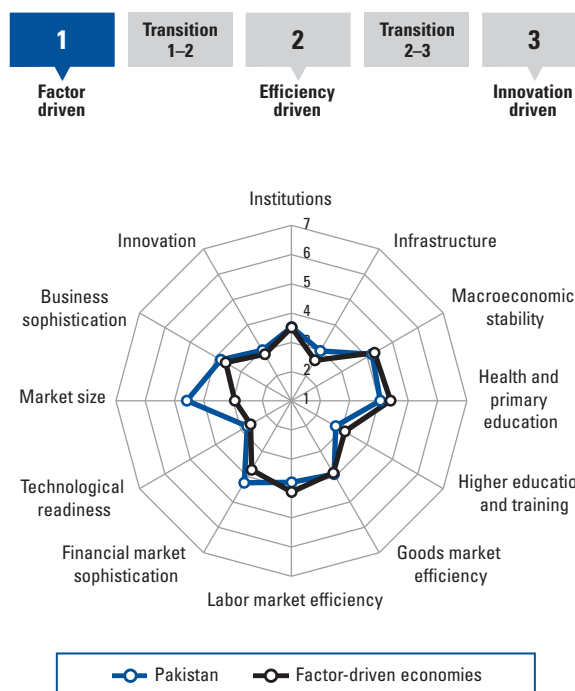 1
Transition
1–2
2
Transition
2–3
3
Factor
driven
Efficiency
driven
Innovation
driven
Institutions
Innovation
7
Infrastructure
6
Business
sophistication
5
Macroeconomic
stability
4
3
Market size
2
1
Health and
primary
education
Technological
readiness
Higher educatio
and training
Financial market
sophistication
Goods market
efficiency
Labor market efficiency
Pakistan
Factor-driven economies